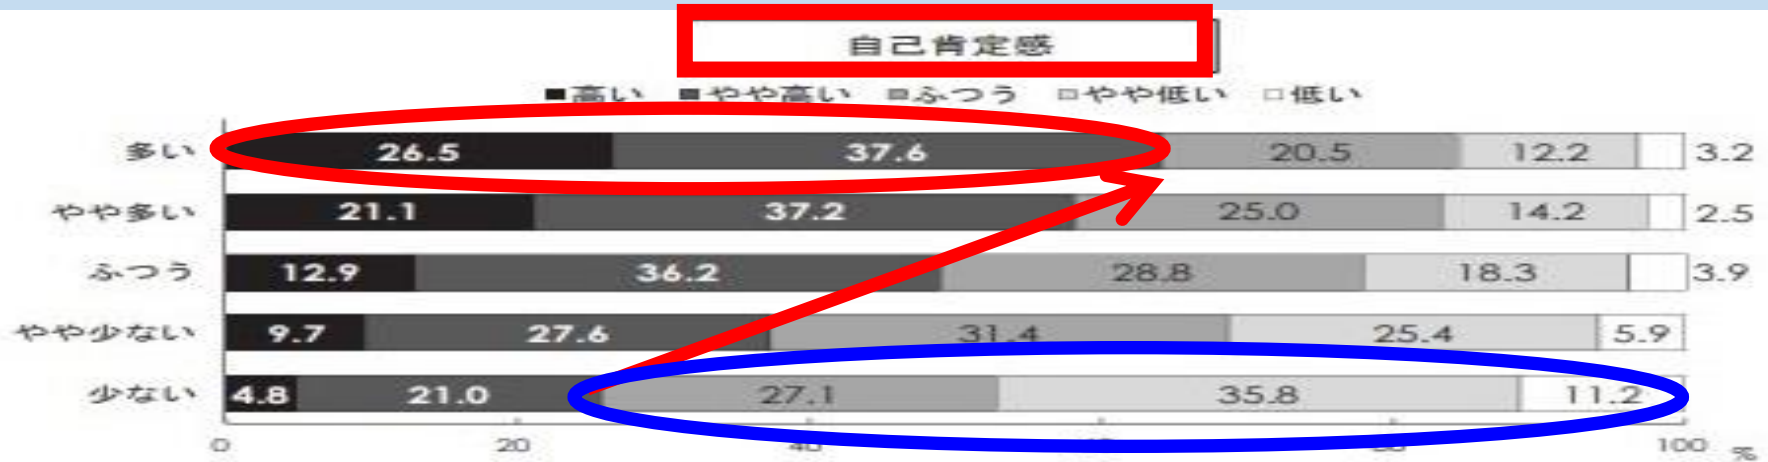 自己肯定感
■高い ■やや高い ■ふつう □やや低い □低い
多い 26.5 37.6 20.5 12.2 3.2
やや多い 21.1 37.2 25.0 14.2 2.5
ふつう 12.9 36.2 28.8 18.3 3.9
やや少ない 9.7 27.6 31.4 25.4 5.9
少ない 4.8 21.0 27.1 35.8 11.2
0 20 40 100 %